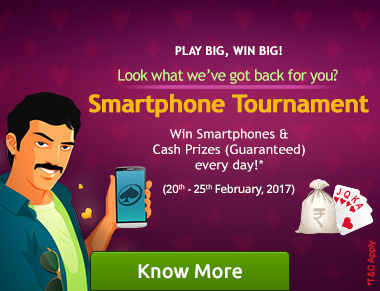 PLAY BIG, WIN BIG!
Look what we've got back for you?
Smartphone Tournament
Win Smartphones &
Cash Prizes (Guaranteed)
every day!*
(20th - 25th February, 2017)
₹
JOKA
*T&C Apply
Know More